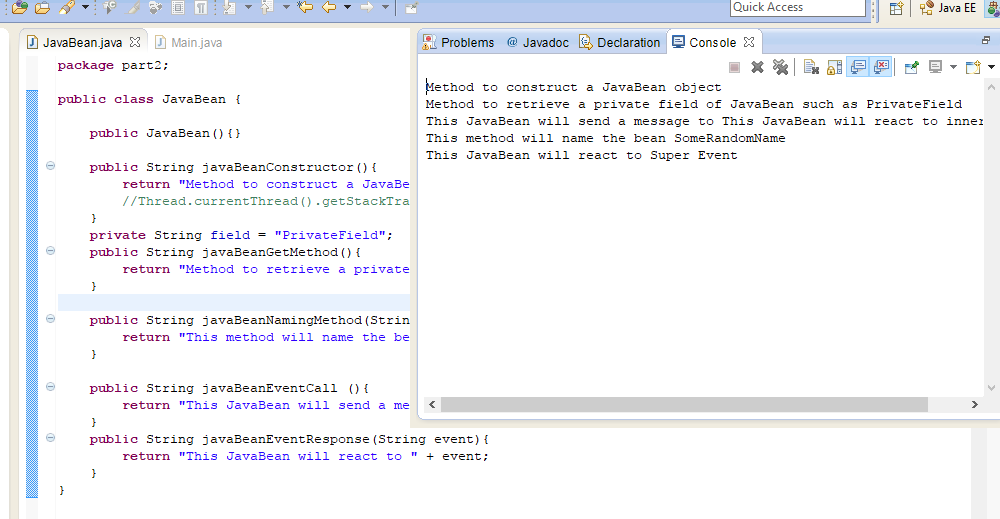 Quick Access
Java EE
JavaBean.java
Main.java
package part2;
public class JavaBean {
public JavaBean(){}
public String javaBeanConstructor(){
return "Method to construct a JavaBe
//Thread.currentThread().getStackTra
}
private String field = "PrivateField";
public String javaBeanGetMethod(){
return "Method to retrieve a private
}
public String javaBeanNamingMethod(Strin
return "This method will name the be
}
public String javaBeanEventCall (){
return "This JavaBean will send a me
}
public String javaBeanEventResponse(String event){
return "This JavaBean will react to " + event;
}
}
Problems @ Javadoc Declaration Console
Method to construct a JavaBean object
Method to retrieve a private field of JavaBean such as PrivateField
This JavaBean will send a message to This JavaBean will react to inner
This method will name the bean SomeRandomName
This JavaBean will react to Super Event